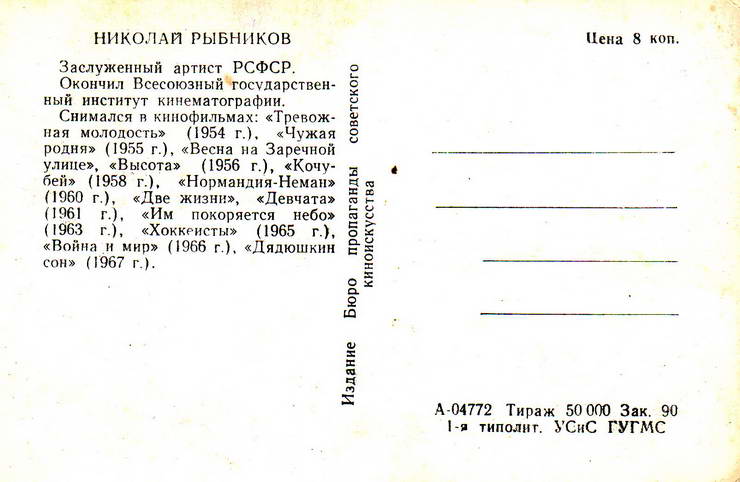 НИКОЛАЙ РЫБНИКОВ
Заслуженный артист РСФСР.
Окончил Всесоюзный государствен-
ный институт кинематографии.
Снимался в кинофильмах: «Тревож-
ная молодость» (1954 г.), «Чужая
родня» (1955 г.), «Весна на Заречной
улице», «Высота» (1956 г.), «Кочу-
бей» (1958 г.), «Нормандия-Неман»
(1960 г.), «Две жизни», «Девчата»
(1961 г.), «Им покоряется небо»
(1963 г.), «Хоккеисты» (1965 г.),
«Война и мир» (1966 г.), «Дядюшкин
сон» (1967 г.).
Издание Бюро пропаганды советского
киноискусства
Цена 8 коп.
А-04772 Тираж 50 000 Зак. 90
1-я типолит. УСиС ГУГМС